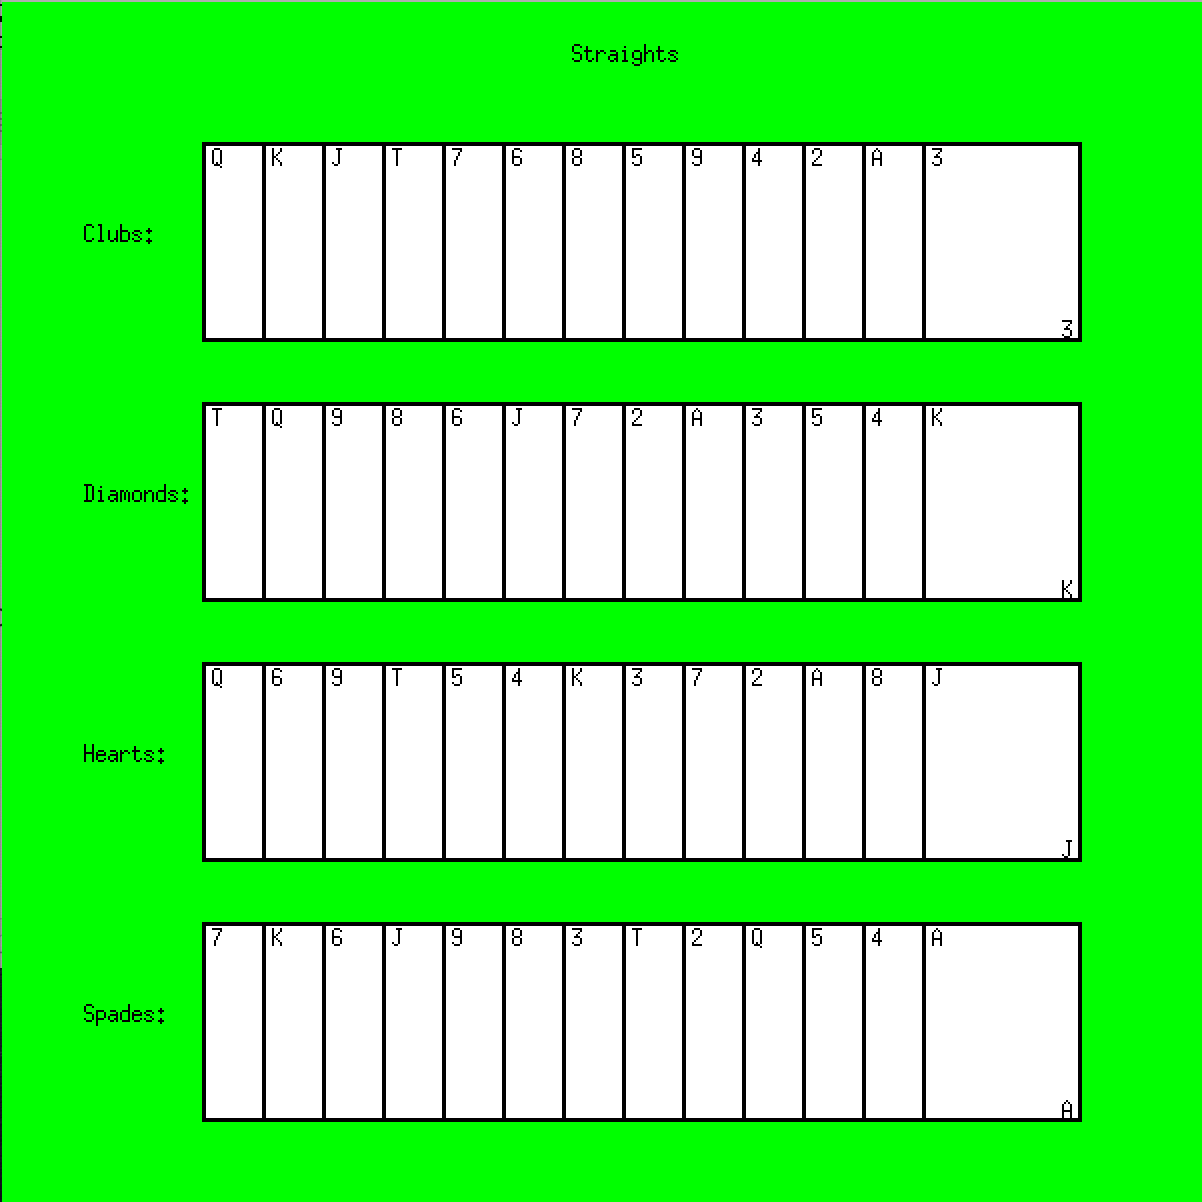 Straights
Q K J T 7 6 8 5 9 4 2 A 3
Clubs:
3
T Q 9 8 6 J 7 2 A 3 5 4 K
Diamonds:
K
Q 6 9 T 5 4 K 3 7 2 A 8 J
Hearts:
J
7 K 6 J 9 8 3 T 2 Q 5 4 A
Spades:
A